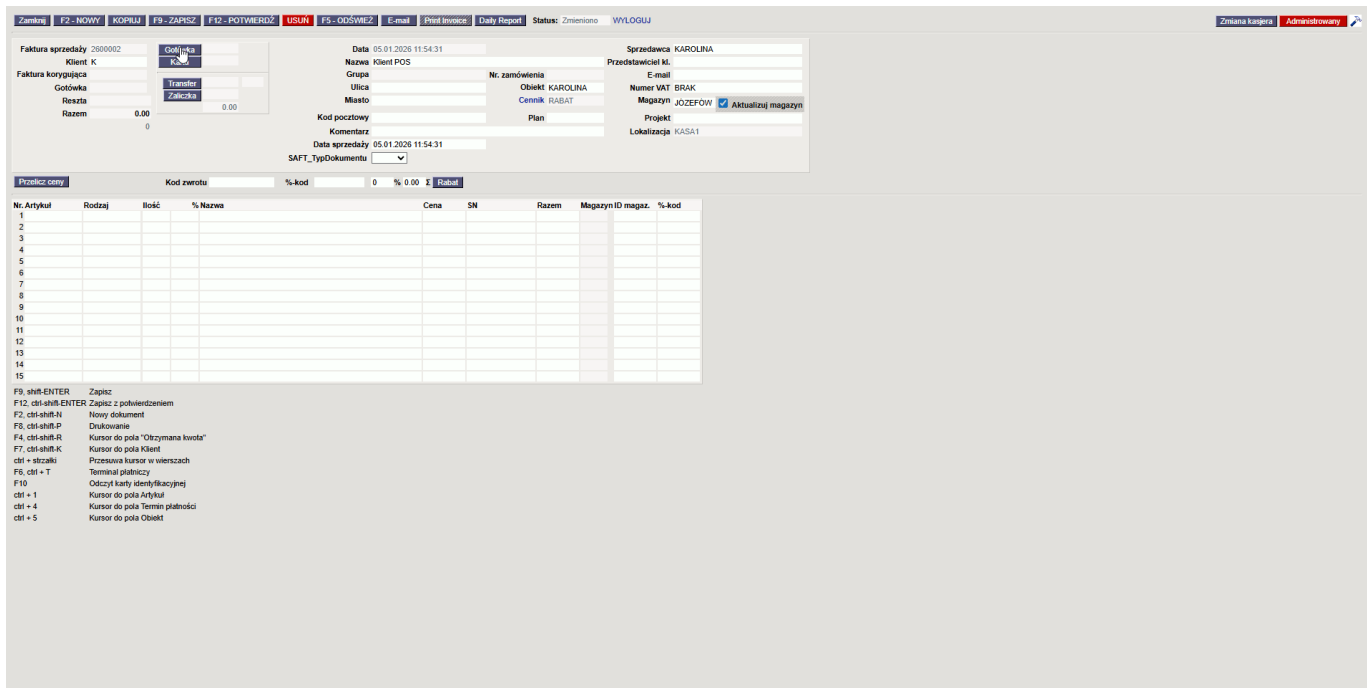 Zamknij F2 - NOWY KOPIUJ F9 - ZAPISZ F12 - POTWIERDŹ USUŃ F5 - ODŚWIEŻ E-mail Print Invoice Daily Report Status: Zmieniono WYLOGUJ Zmiana kasjera Administrowany
Faktura sprzedaży 2600002 Gotówka Data 05.01.2026 11:54:31 Sprzedawca KAROLINA
Klient K Nazwa Klient POS Przedstawiciel kl.
Faktura korygująca Grupa Nr. zamówienia E-mail
Gotówka Transfer Ulica Obiekt KAROLINA Numer VAT BRAK
Reszta Zaliczka Miasto Cennik RABAT Magazyn JÓZEFÓW Aktualizuj magazyn
Razem 0.00 0.00 Kod pocztowy Plan Projekt
0 Komentarz Lokalizacja KASA1
Data sprzedaży 05.01.2026 11:54:31
SAFT_TypDokumentu
Przelicz ceny Kod zwrotu %-kod 0 % 0.00 Σ Rabat
Nr. Artykuł Rodzaj Ilość % Nazwa Cena SN Razem Magazyn ID magaz. %-kod
1
2
3
4
5
6
7
8
9
10
11
12
13
14
15
F9, shift-ENTER Zapisz
F12, ctrl-shift-ENTER Zapisz z potwierdzeniem
F2, ctrl-shift-N Nowy dokument
F8, ctrl-shift-P Drukowanie
F4, ctrl-shift-R Kursor do pola "Otrzymana kwota"
F7, ctrl-shift-K Kursor do pola Klient
ctrl + strzałki Przesuwa kursor w wierszach
F6, ctrl + T Terminal płatniczy
F10 Odczyt karty identyfikacyjnej
ctrl + 1 Kursor do pola Artykuł
ctrl + 4 Kursor do pola Termin płatności
ctrl + 5 Kursor do pola Obiekt